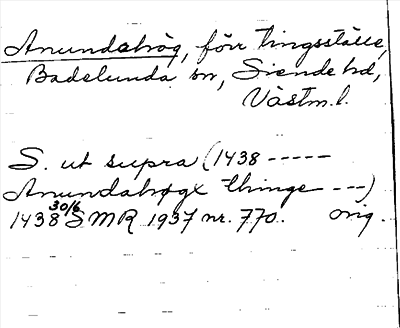 Anundahög, förr tingsställe,
Badelunda sn, Siende hd,
Västm. l.
S. ut supra (1438 -----
Anundahøgx thinge ---)
1438 30/6 SMR 1937 nr. 770. orig.